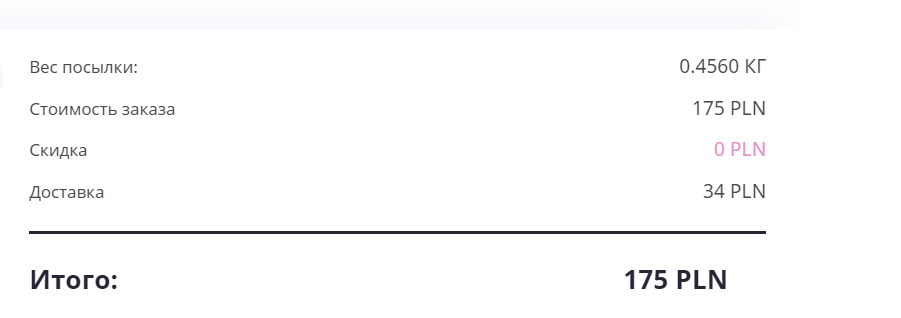 Вес посылки: 0.4560 КГ
Стоимость заказа 175 PLN
Скидка 0 PLN
Доставка 34 PLN
Итого: 175 PLN